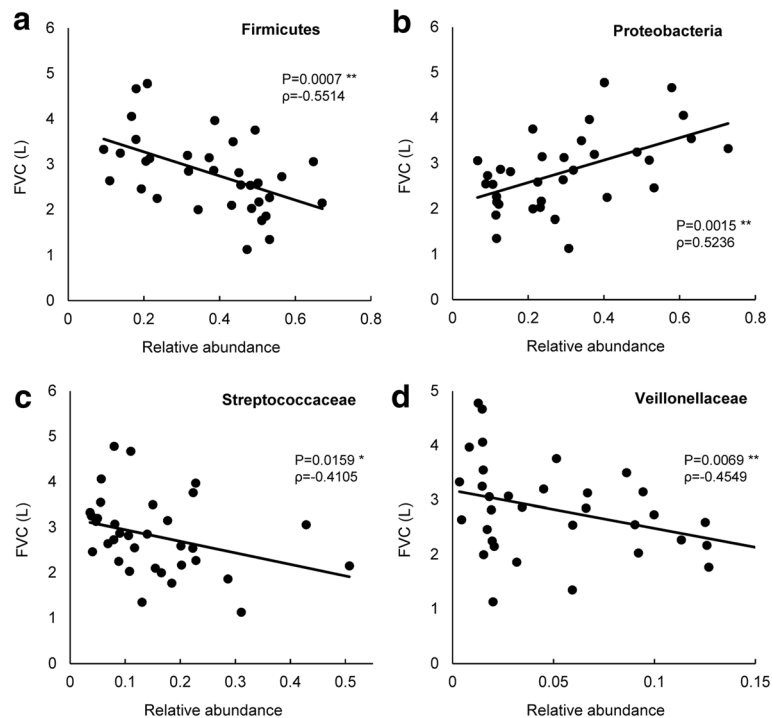 a
Firmicutes
P=0.0007 **
ρ=-0.5514
FVC (L)
6
5
4
3
2
1
0
0
0.2
0.4
0.6
0.8
Relative abundance
b
Proteobacteria
P=0.0015 **
ρ=0.5236
FVC (L)
6
5
4
3
2
1
0
0
0.2
0.4
0.6
0.8
Relative abundance
c
Streptococcaceae
P=0.0159 *
ρ=-0.4105
FVC (L)
6
5
4
3
2
1
0
0
0.1
0.2
0.3
0.4
0.5
Relative abundance
d
Veillonellaceae
P=0.0069 **
ρ=-0.4549
FVC (L)
5
4
3
2
1
0
0
0.05
0.1
0.15
Relative abundance